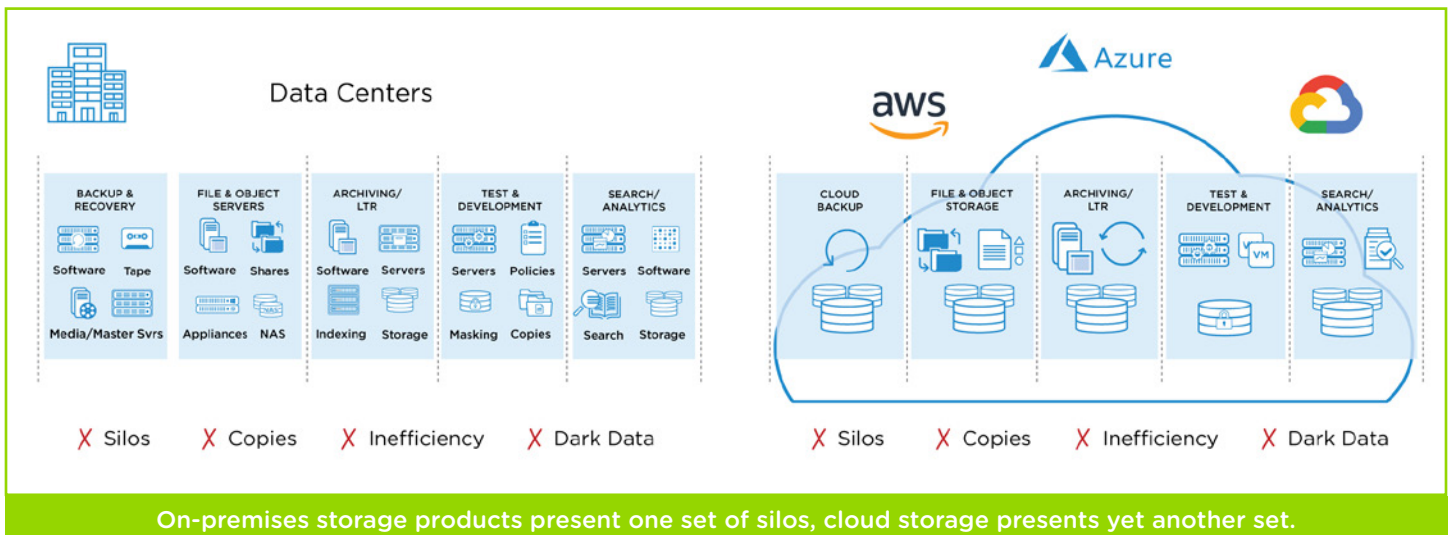 Data Centers
BACKUP &
RECOVERY
Software Tape
Media/Master Svrs
FILE & OBJECT
SERVERS
Software Shares
NAS
Appliances NAS
ARCHIVING/
LTR
Software Servers
Indexing Storage
TEST &
DEVELOPMENT
Servers Policies
Masking Copies
SEARCH/
ANALYTICS
Servers Software
Search Storage
X Silos X Copies X Inefficiency X Dark Data
Azure
aws
CLOUD
BACKUP
FILE & OBJECT
STORAGE
ARCHIVING/
LTR
TEST &
DEVELOPMENT
VM
SEARCH/
ANALYTICS
X Silos X Copies X Inefficiency X Dark Data
On-premises storage products present one set of silos, cloud storage presents yet another set.